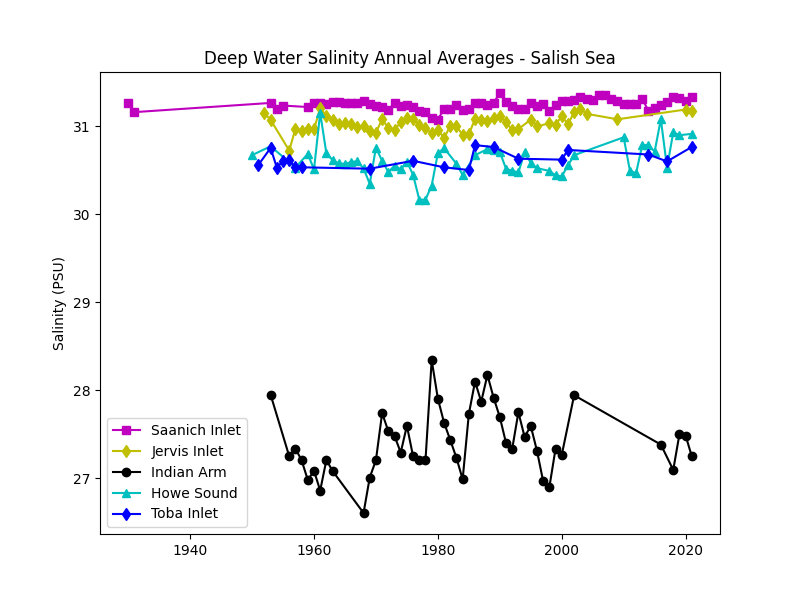 Deep Water Salinity Annual Averages - Salish Sea
Salinity (PSU)
31
30
29
28
27
Saanich Inlet
Jervis Inlet
Indian Arm
Howe Sound
Toba Inlet
1940
1960
1980
2000
2020